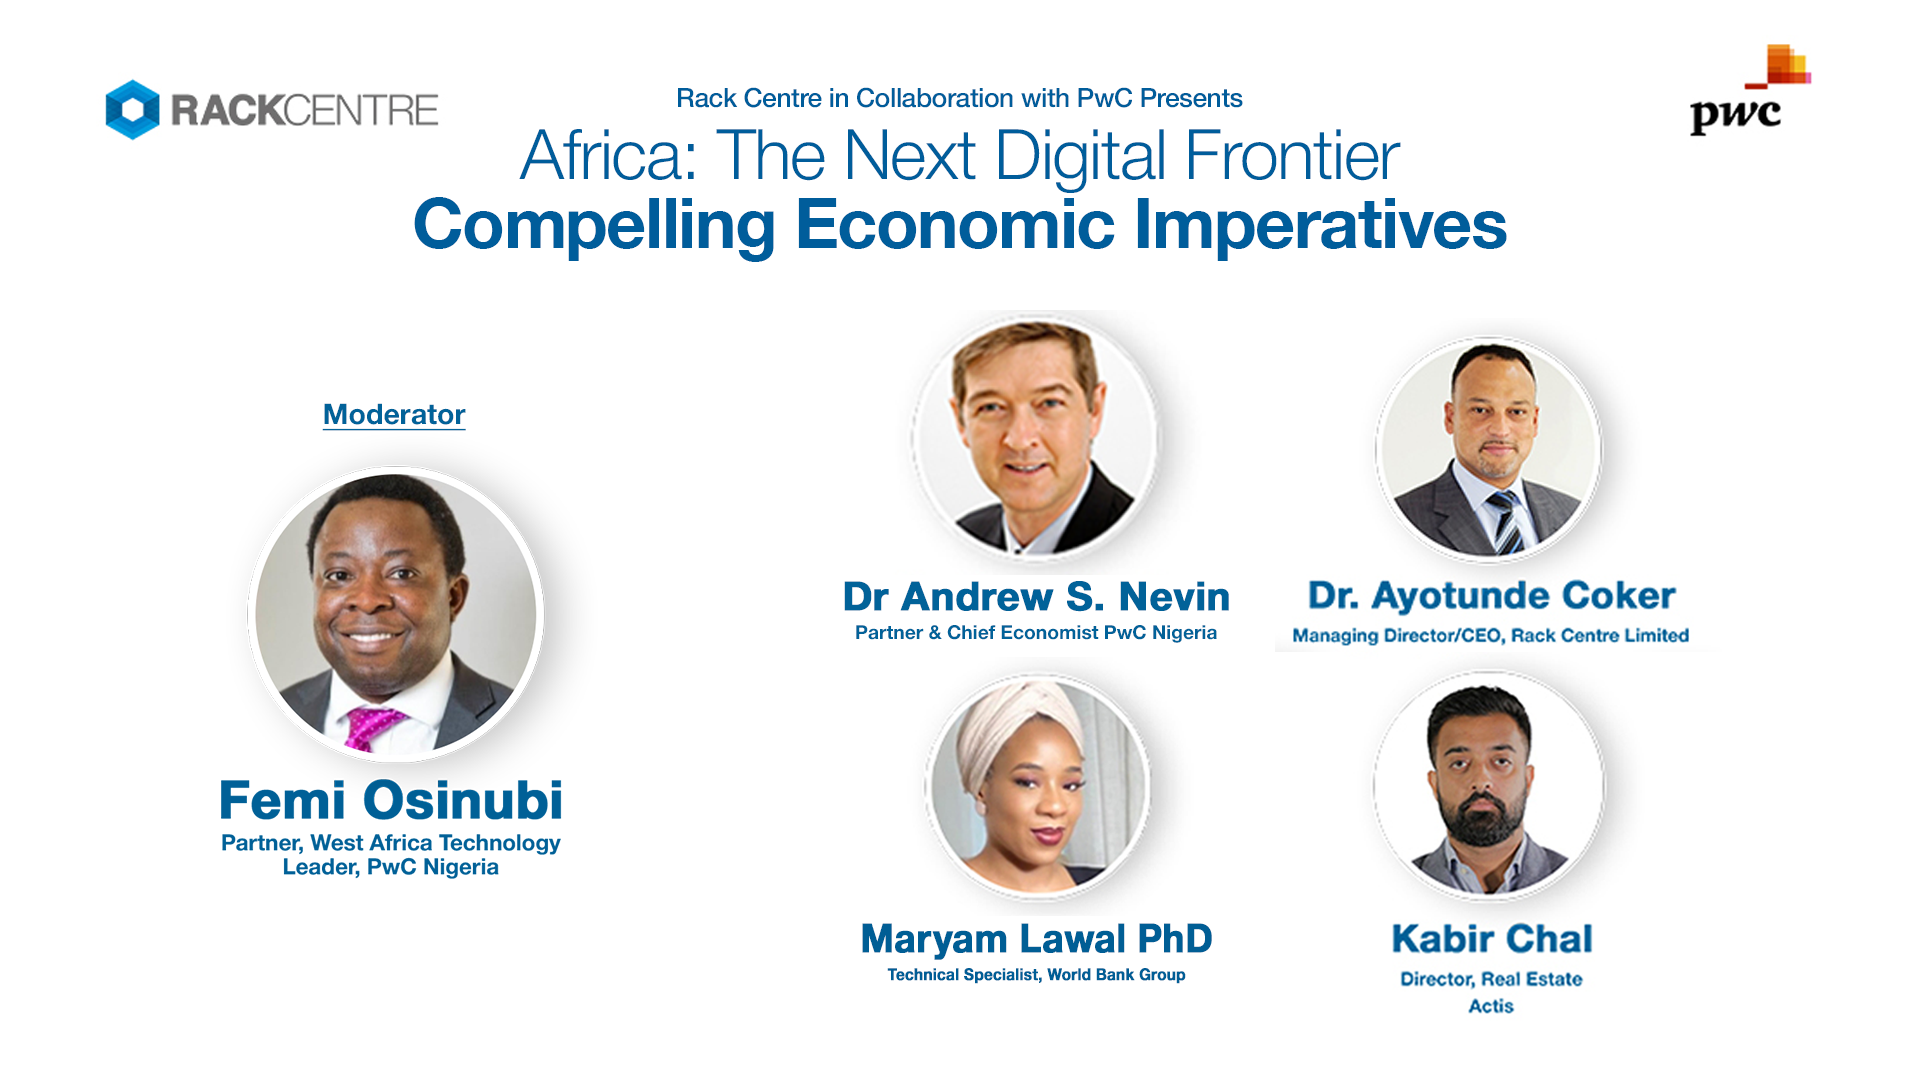 RACKCENTRE
Rack Centre in Collaboration with PwC Presents
Africa: The Next Digital Frontier
Compelling Economic Imperatives
pwc
Moderator
Femi Osinubi
Partner, West Africa Technology
Leader, PwC Nigeria
Dr Andrew S. Nevin
Partner & Chief Economist PwC Nigeria
Dr. Ayotunde Coker
Managing Director/CEO, Rack Centre Limited
Maryam Lawal PhD
Technical Specialist, World Bank Group
Kabir Chal
Director, Real Estate
Actis